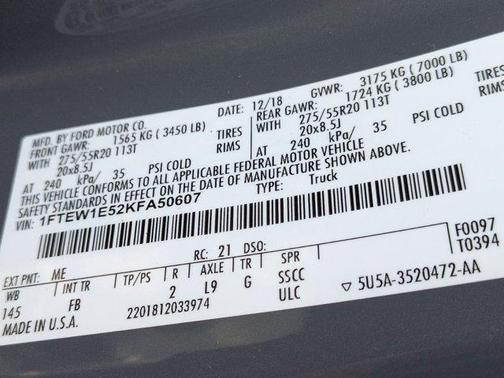 MFD. BY FORD MOTOR CO.
DATE: 12/18 GVWR: 3175 KG ( 7000 LB)
FRONT GAWR: 1565 KG ( 3450 LB) REAR GAWR: 1724 KG ( 3800 LB)
275/55R20 113T TIRES 275/55R20 113T TIRES
20x8.5J RIMS 20x8.5J RIMS
AT 240 kPa/ 35 PSI COLD AT 240 kPa/ 35 PSI COLD
THIS VEHICLE CONFORMS TO ALL APPLICABLE FEDERAL MOTOR VEHICLE
SAFETY AND THEFT PREVENTION STANDARDS IN EFFECT ON THE DATE OF MANUFACTURE SHOWN ABOVE.
VIN: 1FTEW1E52KFA50607 TYPE: Truck
F0097
T0394
EXT PNT: ME RC: 21 DSO:
WB INT TR TP/PS R AXLE TR SPR
145 FB 2 L9 G SSCC
ULC
MADE IN U.S.A. 2201812033974
▽ 5U5A-3520472-AA